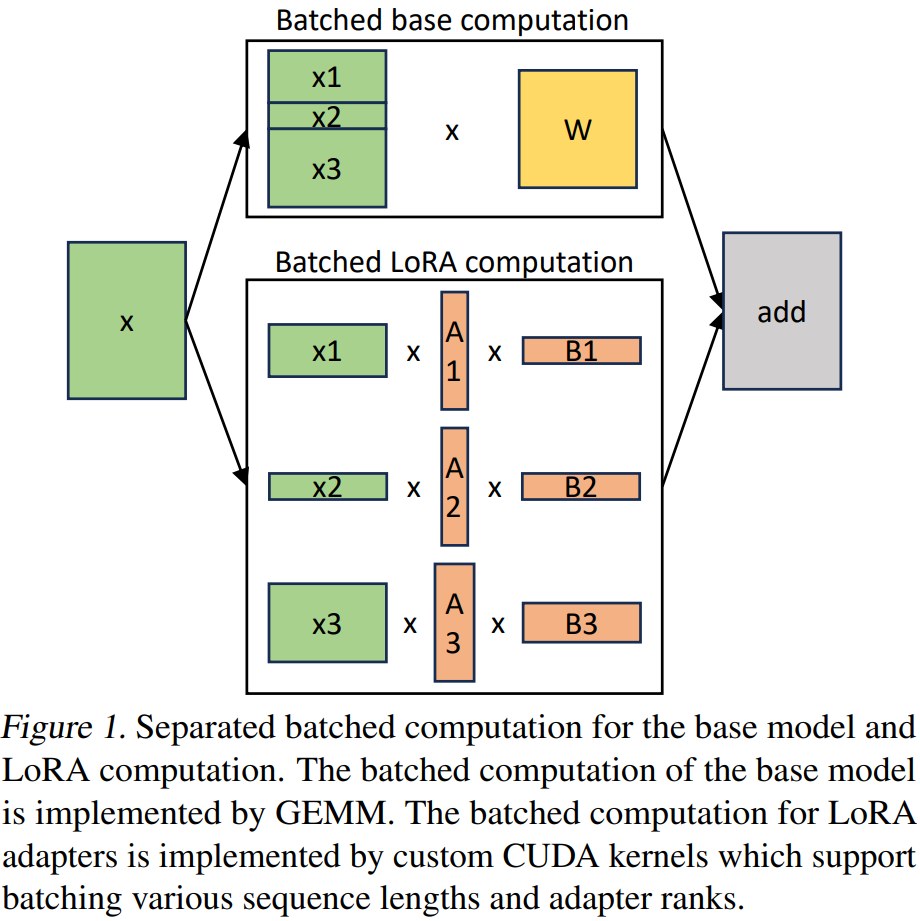 Batched base computation
x1
x2
x3
x
W
x
Batched LoRA computation
x1 x A1 x B1
x2 x A2 x B2
x3 x A3 x B3
add
Figure 1. Separated batched computation for the base model and
LoRA computation. The batched computation of the base model
is implemented by GEMM. The batched computation for LoRA
adapters is implemented by custom CUDA kernels which support
batching various sequence lengths and adapter ranks.